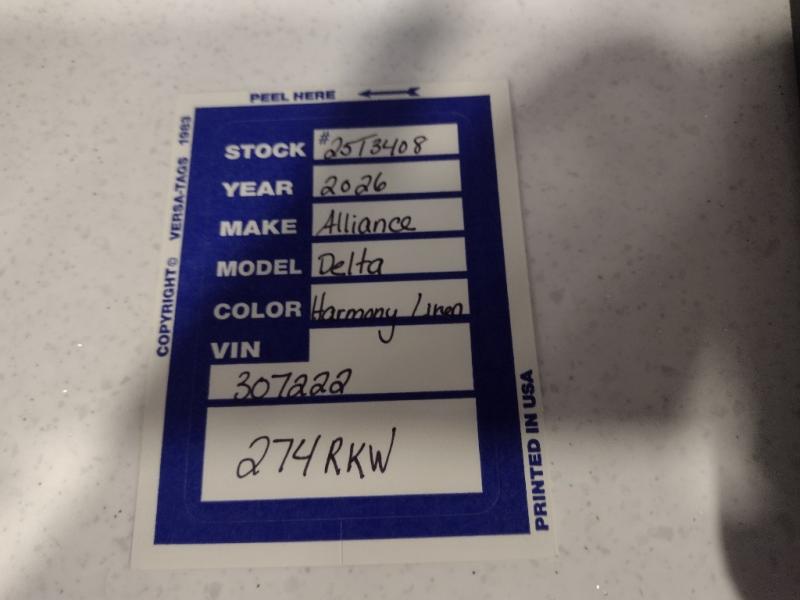 PEEL HERE
COPYRIGHT© VERSA-TAGS 1983
STOCK #25T3408
YEAR 2026
MAKE Alliance
MODEL Delta
COLOR Harmony Linen
VIN
307222
274RKW
PRINTED IN USA